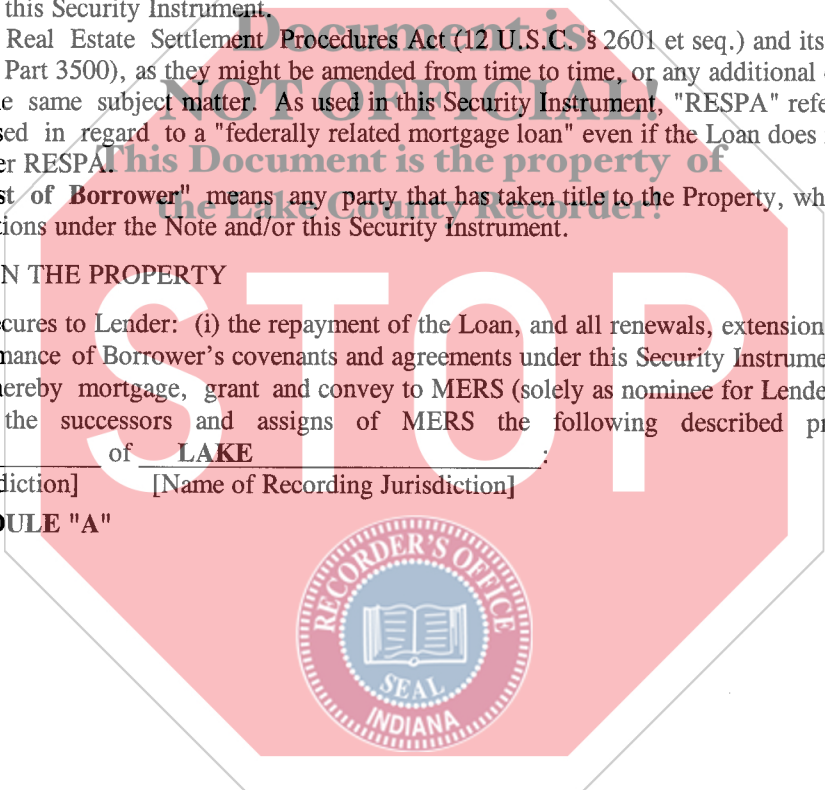 this Security Instrument.
Document is
Real Estate Settlement Procedures Act (12 U.S.C. § 2601 et seq.) and its
Part 3500), as they might be amended from time to time, or any additional
NOT OFFICIAL!
e same subject matter. As used in this Security Instrument, "RESPA" refe
sed in regard to a "federally related mortgage loan" even if the Loan does
er RESPA.
This Document is the property of
st of Borrower" means any party that has taken title to the Property, wh
the Lake County Recorder!
tions under the Note and/or this Security Instrument.
N THE PROPERTY
STOP
cures to Lender: (i) the repayment of the Loan, and all renewals, extension
mance of Borrower's covenants and agreements under this Security Instrume
hereby mortgage, grant and convey to MERS (solely as nominee for Lende
the successors and assigns of MERS the following described pr
of LAKE :
diction] [Name of Recording Jurisdiction]
DULE "A"
RECORDER'S OFFICE
SEAL
INDIANA